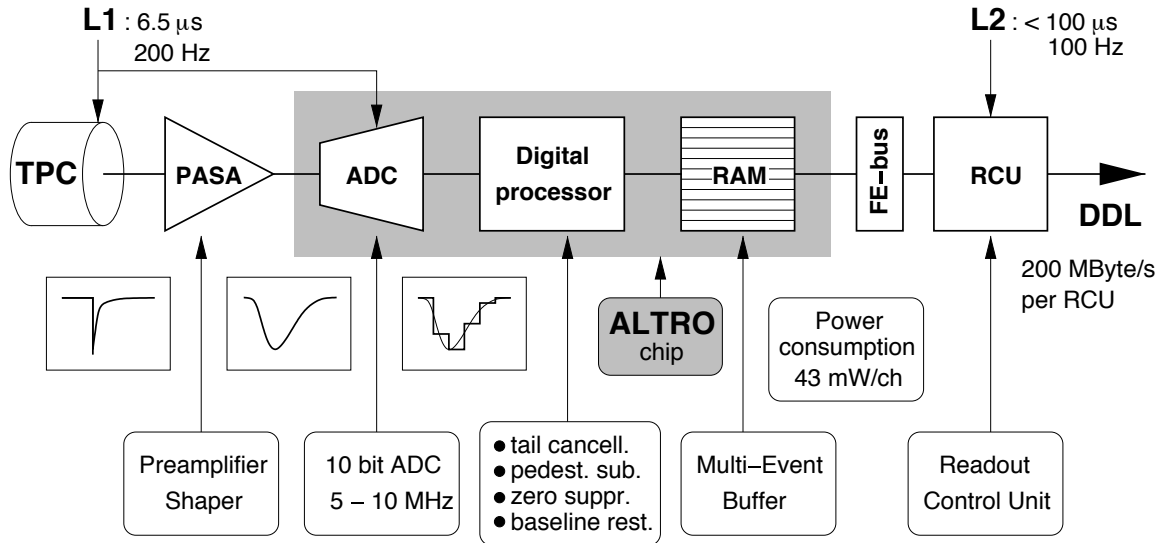 L1 : 6.5 μs
200 Hz
L2 : < 100 μs
100 Hz
TPC
PASA
ADC
Digital
processor
RAM
FE–bus
RCU
DDL
200 MByte/s
per RCU
ALTRO
chip
Power
consumption
43 mW/ch
Preamplifier
Shaper
10 bit ADC
5 – 10 MHz
● tail cancell.
● pedest. sub.
● zero suppr.
● baseline rest.
Multi–Event
Buffer
Readout
Control Unit